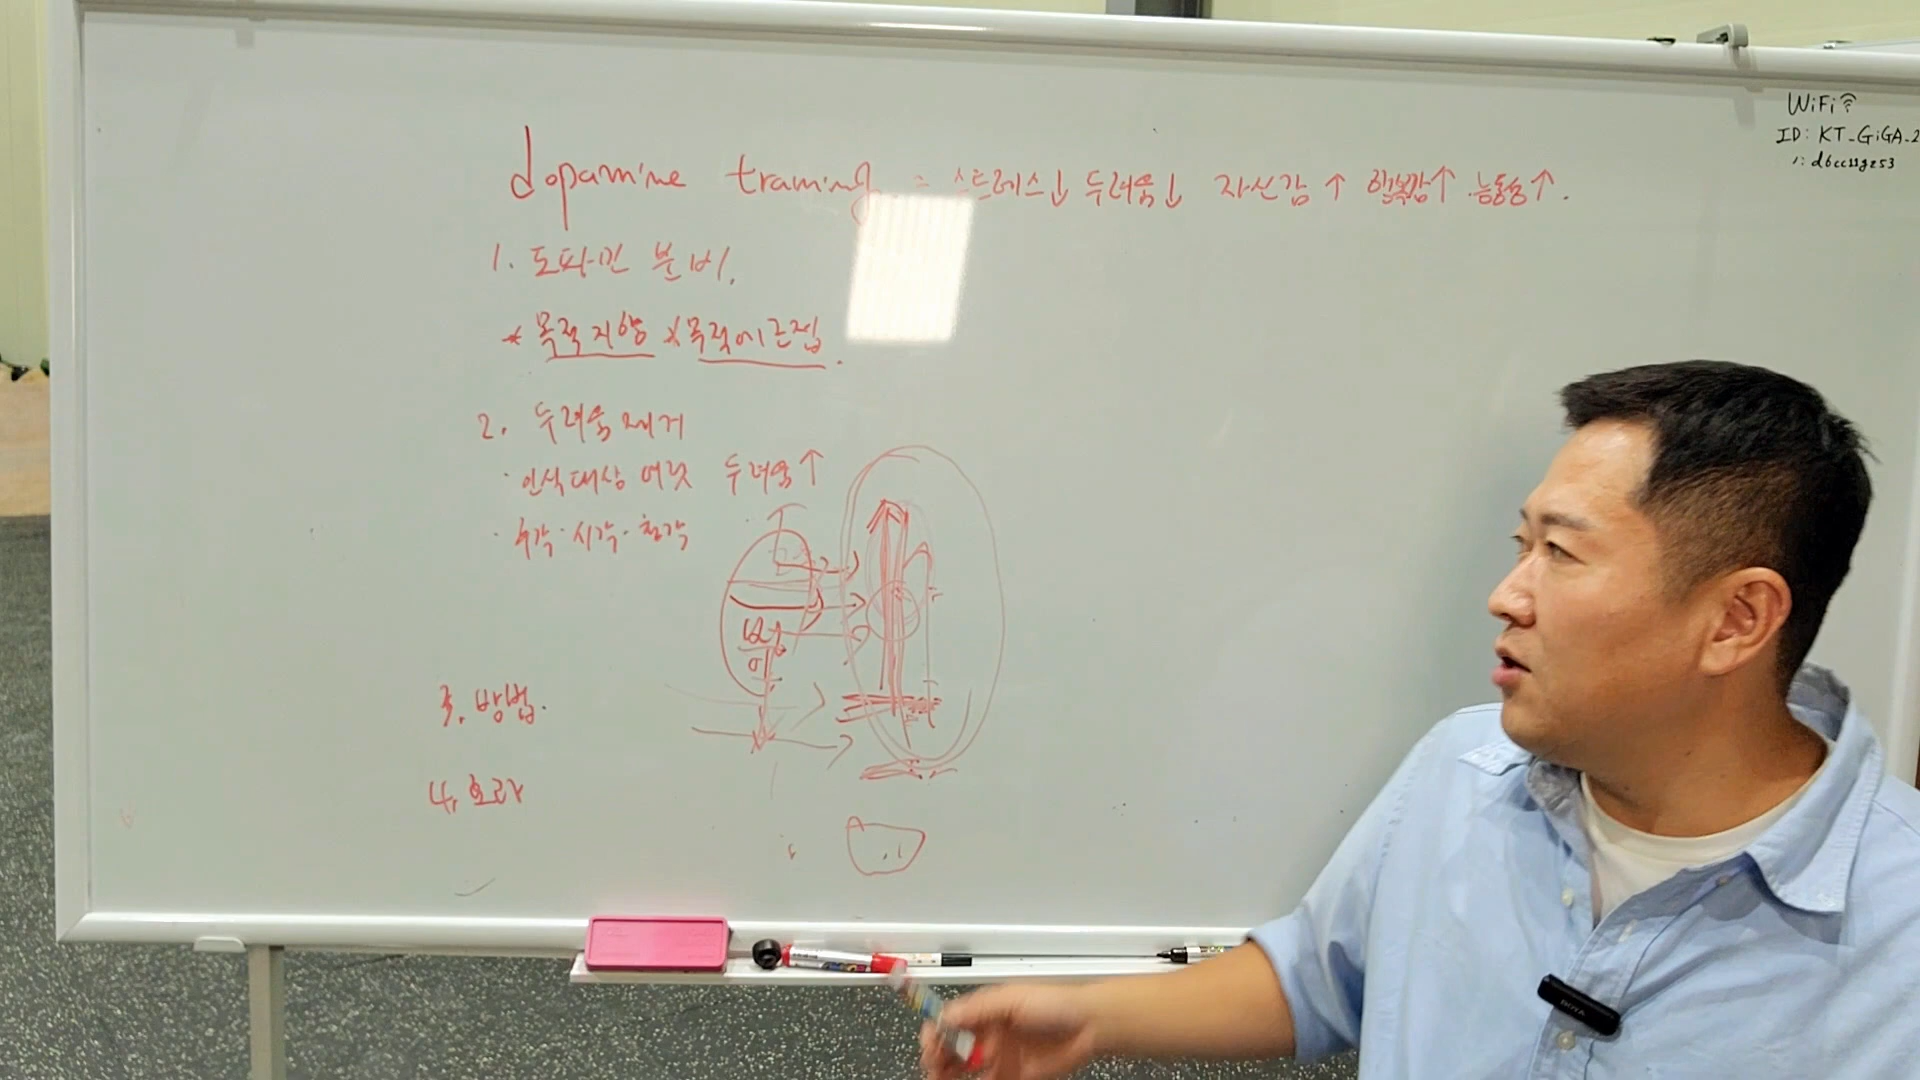 dopamine training = 스트레스↓ 두려움↓ 자신감↑ 행복감↑ 능동성↑.
1. 도파민 분비.
* 목적지향 * 목적에 근접.
2. 두려움 제거
· 인식 대상 여럿 두려움↑
· 후각·시각·청각
3. 방법.
4. 효과
WiFi
ID: KT_GiGA_2